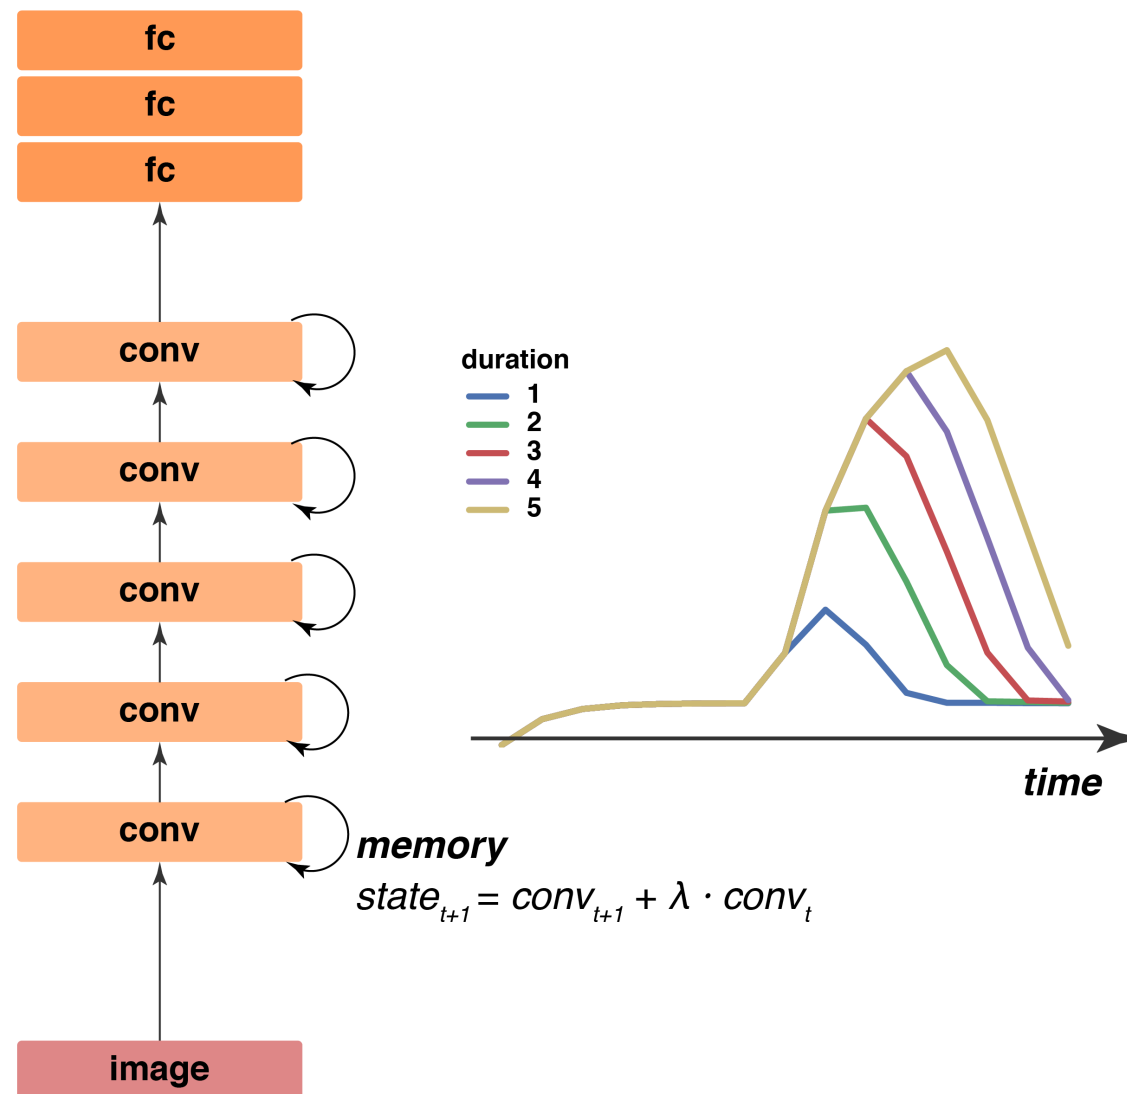 fc
fc
fc
conv
conv
conv
conv
conv
image
memory
state_{t+1} = conv_{t+1} + λ · conv_t
duration
1
2
3
4
5
time